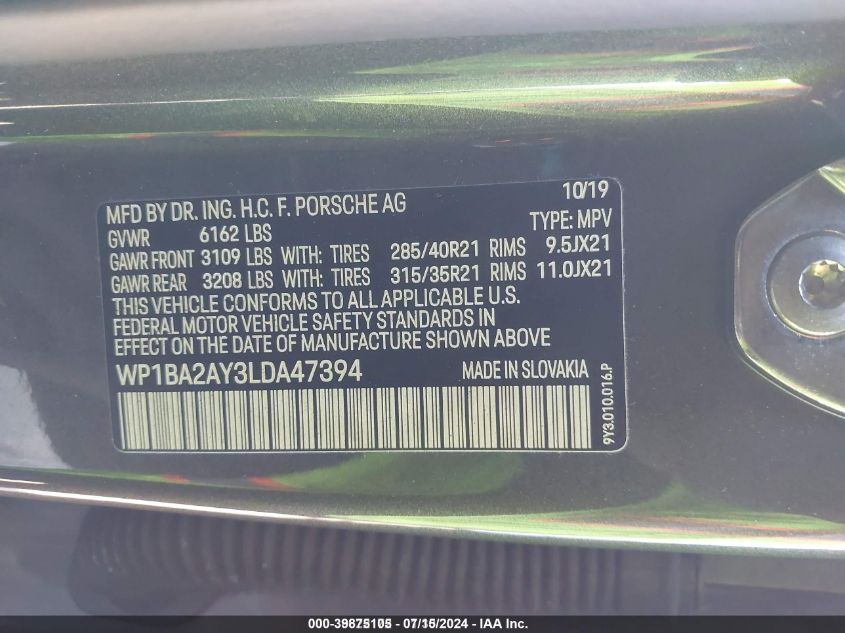 10/19
MFD BY DR. ING. H.C. F. PORSCHE AG
GVWR 6162 LBS TYPE: MPV
GAWR FRONT 3109 LBS WITH: TIRES 285/40R21 RIMS 9.5JX21
GAWR REAR 3208 LBS WITH: TIRES 315/35R21 RIMS 11.0JX21
THIS VEHICLE CONFORMS TO ALL APPLICABLE U.S.
FEDERAL MOTOR VEHICLE SAFETY STANDARDS IN
EFFECT ON THE DATE OF MANUFACTURE SHOWN ABOVE
WP1BA2AY3LDA47394 MADE IN SLOVAKIA
9Y3.010.016.P
07/16/2024 - IAA Inc.